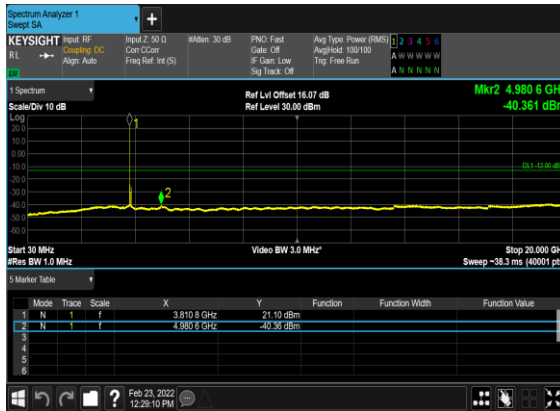 Spectrum Analyzer 1
Swept SA
KEYSIGHT
RL
Input: RF
Coupling: DC
Align: Auto
Input Z: 50 Ω
Corr CCorr
Freq Ref: Int (S)
#Atten: 30 dB
PNO: Fast
Gate: Off
IF Gain: Low
Sig Track: Off
Avg Type: Power (RMS)
Avg|Hold: 100/100
Trig: Free Run
1 2 3 4 5 6
A W W W W W
A N N N N N
1 Spectrum
Scale/Div 10 dB
Ref Lvl Offset 16.07 dB
Ref Level 30.00 dBm
Mkr2 4.980 6 GHz
-40.361 dBm
Log
20.0
10.0
0.00
-10.0
-20.0
-30.0
-40.0
-50.0
-60.0
1
2
DL1 -13.00 dB
Start 30 MHz
#Res BW 1.0 MHz
Video BW 3.0 MHz*
Stop 20.000 GH
Sweep ~38.3 ms (40001 pts
5 Marker Table
Mode Trace Scale X Y Function Function Width Function Value
1 N 1 f 3.810 8 GHz 21.10 dBm
2 N 1 f 4.980 6 GHz -40.36 dBm
3
4
5
6
?
Feb 23, 2022
12:29:10 PM